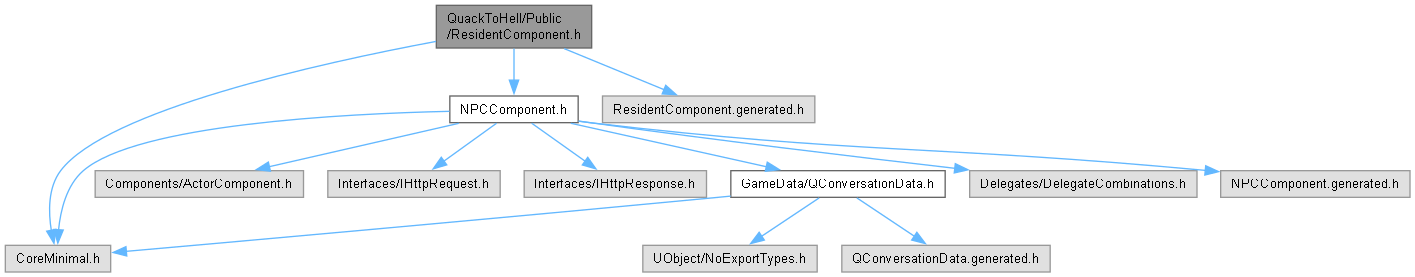 QuackToHell/Public
/ResidentComponent.h
NPCComponent.h
ResidentComponent.generated.h
Components/ActorComponent.h
Interfaces/IHttpRequest.h
Interfaces/IHttpResponse.h
GameData/QConversationData.h
Delegates/DelegateCombinations.h
NPCComponent.generated.h
CoreMinimal.h
UObject/NoExportTypes.h
QConversationData.generated.h